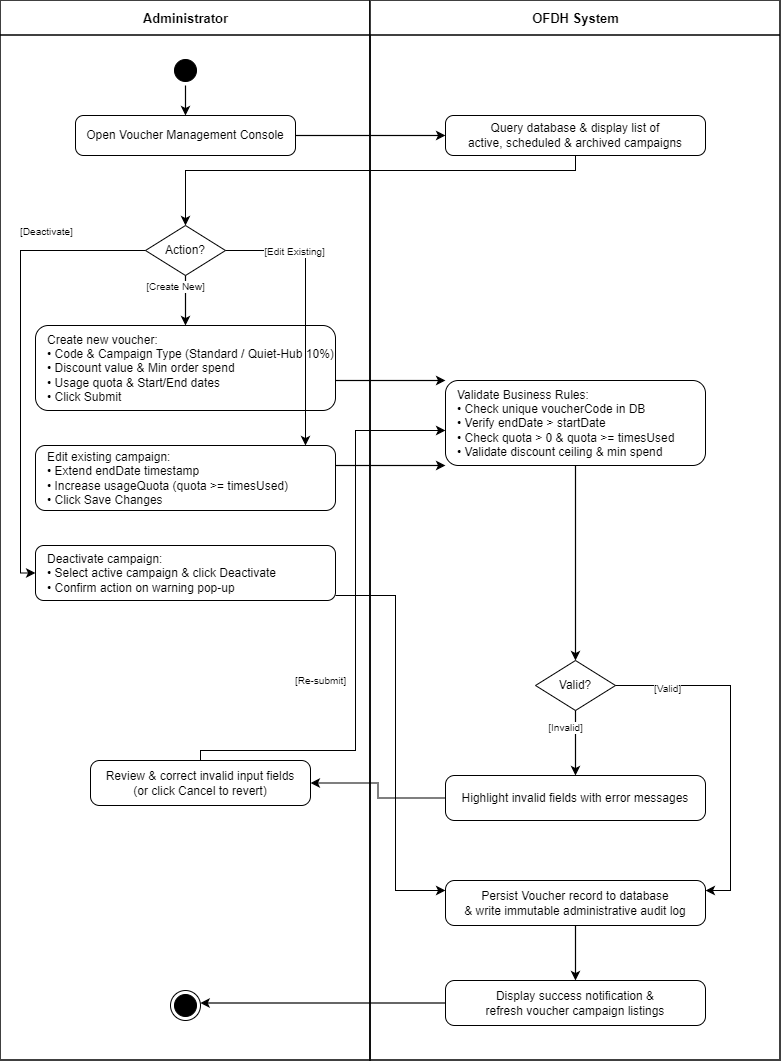 Administrator
OFDH System
Open Voucher Management Console
Query database & display list of
active, scheduled & archived campaigns
[Deactivate]
Action?
[Edit Existing]
[Create New]
Create new voucher:
• Code & Campaign Type (Standard / Quiet-Hub 10%)
• Discount value & Min order spend
• Usage quota & Start/End dates
• Click Submit
Validate Business Rules:
• Check unique voucherCode in DB
• Verify endDate > startDate
• Check quota > 0 & quota >= timesUsed
• Validate discount ceiling & min spend
Edit existing campaign:
• Extend endDate timestamp
• Increase usageQuota (quota >= timesUsed)
• Click Save Changes
Deactivate campaign:
• Select active campaign & click Deactivate
• Confirm action on warning pop-up
[Re-submit]
Valid?
[Valid]
[Invalid]
Review & correct invalid input fields
(or click Cancel to revert)
Highlight invalid fields with error messages
Persist Voucher record to database
& write immutable administrative audit log
Display success notification &
refresh voucher campaign listings